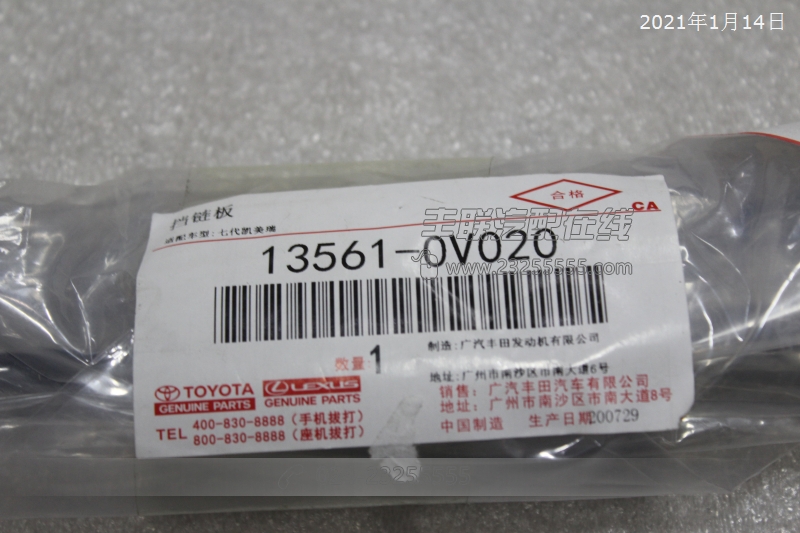 2021年1月14日
挡链板
合格
适配车型:七代凯美瑞
CA
丰联汽配在线
13561-0V020
www.23255555.com
制造:广汽丰田发动机有限公司
数量 1
地址:广州市南沙区市南大道6号
TOYOTA
GENUINE PARTS
LEXUS
GENUINE PARTS
销售:广汽丰田汽车有限公司
地址:广州市南沙区市南大道8号
TEL 400-830-8888(手机拔打)
800-830-8888(座机拔打)
中国制造 生产日期200729